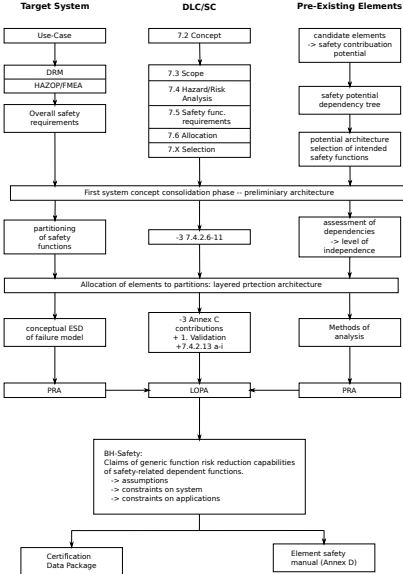 Target System
DLC/SC
Pre-Existing Elements
Use-Case
7.2 Concept
candidate elements
-> safety contribuation
potential
DRM
HAZOP/FMEA
7.3 Scope
7.4 Hazard/Risk
Analysis
7.5 Safety func.
requirements
7.6 Allocation
7.X Selection
safety potential
dependency tree
Overall safety
requirements
potential architecture
selection of intended
safety functions
First system concept consolidation phase -- preliminiary architecture
partitioning
of safety
functions
-3 7.4.2.6-11
assessment of
dependencies
-> level of
independence
Allocation of elements to partitions: layered prtection architecture
conceptual ESD
of failure model
-3 Annex C
contributions
+ 1. Validation
+7.4.2.13 a-i
Methods of
analysis
PRA
LOPA
PRA
BH-Safety:
Claims of generic function risk reduction capabilities
of safety-related dependent functions.
-> assumptions
-> constraints on system
-> constraints on applications
Certification
Data Package
Element safety
manual (Annex D)